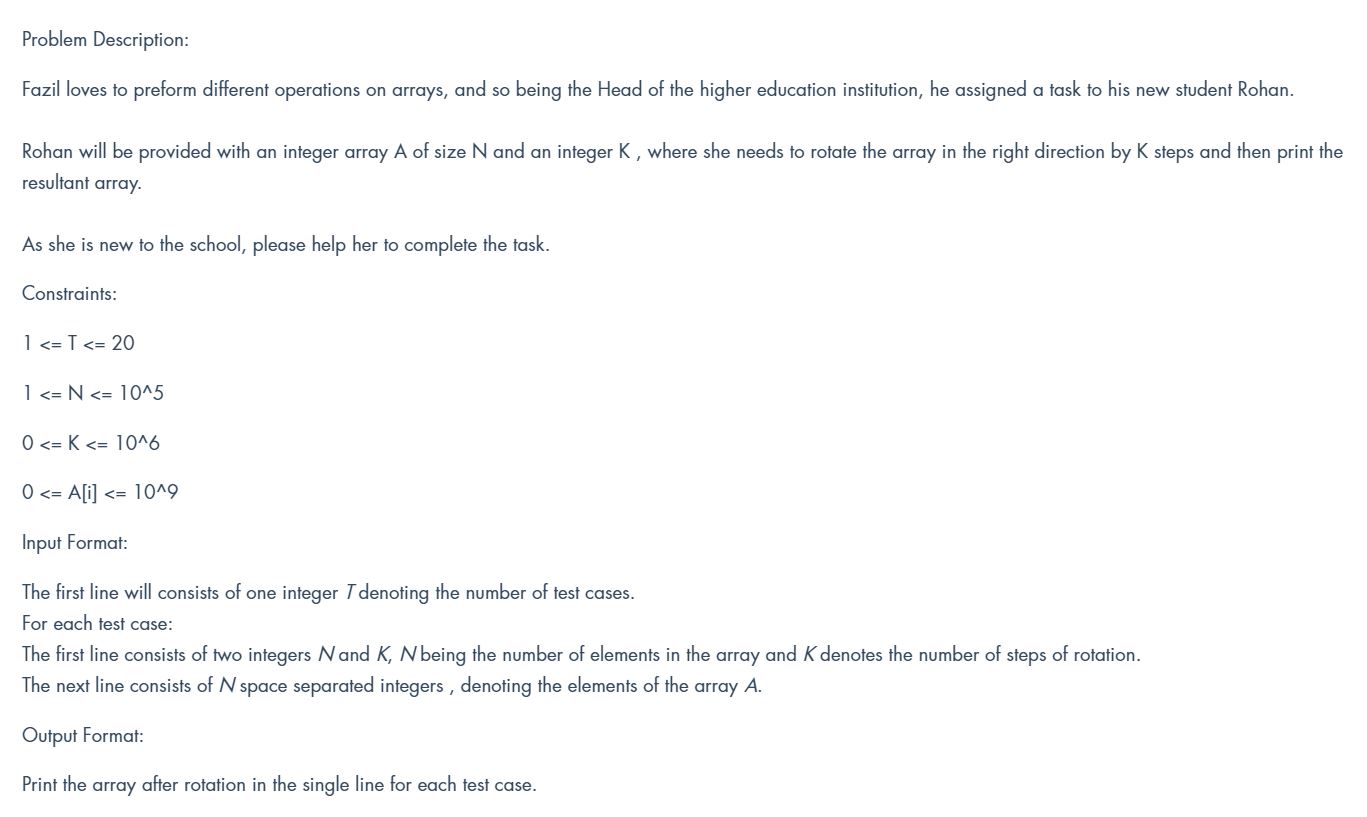 Problem Description:
Fazil loves to preform different operations on arrays, and so being the Head of the higher education institution, he assigned a task to his new student Rohan.
Rohan will be provided with an integer array A of size N and an integer K , where she needs to rotate the array in the right direction by K steps and then print the
resultant array.
As she is new to the school, please help her to complete the task.
Constraints:
1 <= T <= 20
1 <= N <= 10^5
0 <= K <= 10^6
0 <= A[i] <= 10^9
Input Format:
The first line will consists of one integer T denoting the number of test cases.
For each test case:
The first line consists of two integers N and K, N being the number of elements in the array and K denotes the number of steps of rotation.
The next line consists of N space separated integers , denoting the elements of the array A.
Output Format:
Print the array after rotation in the single line for each test case.